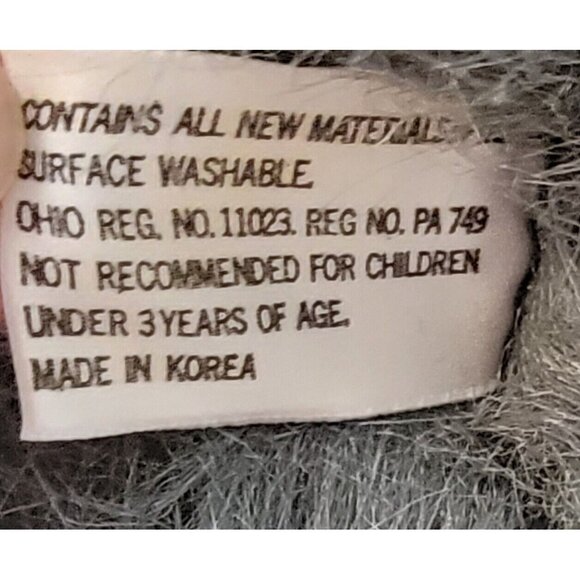 CONTAINS ALL NEW MATERIALS
SURFACE WASHABLE
OHIO REG. NO. 11023. REG NO. PA 749
NOT RECOMMENDED FOR CHILDREN
UNDER 3 YEARS OF AGE.
MADE IN KOREA